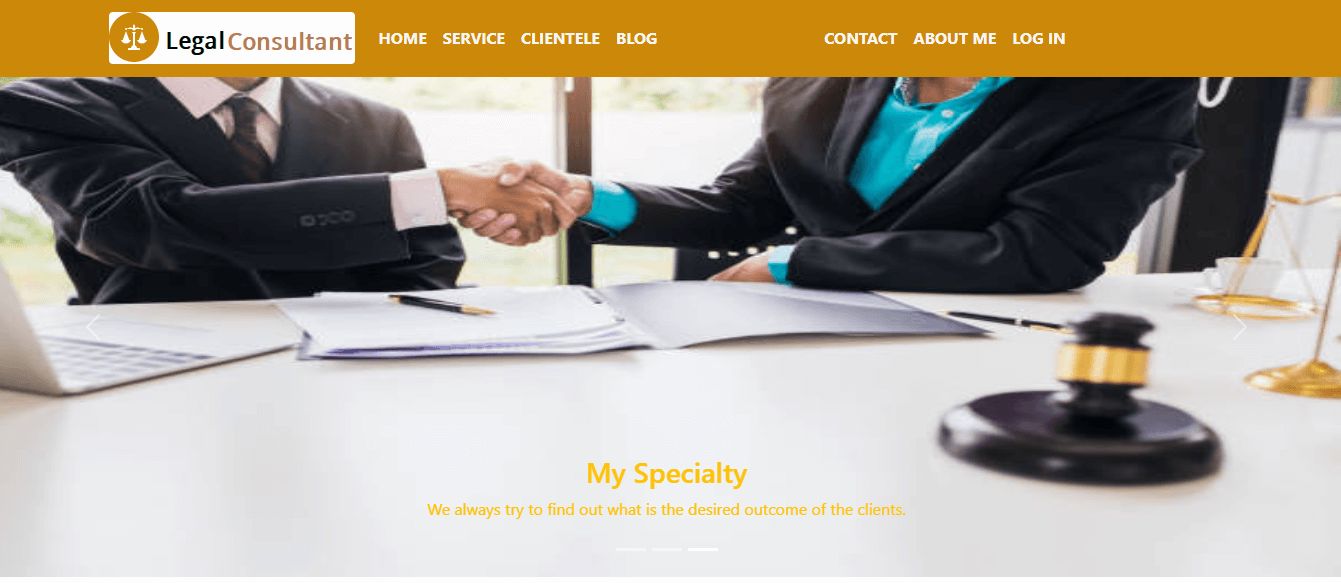 Legal Consultant HOME SERVICE CLIENTELE BLOG CONTACT ABOUT ME LOG IN
My Specialty
We always try to find out what is the desired outcome of the clients.